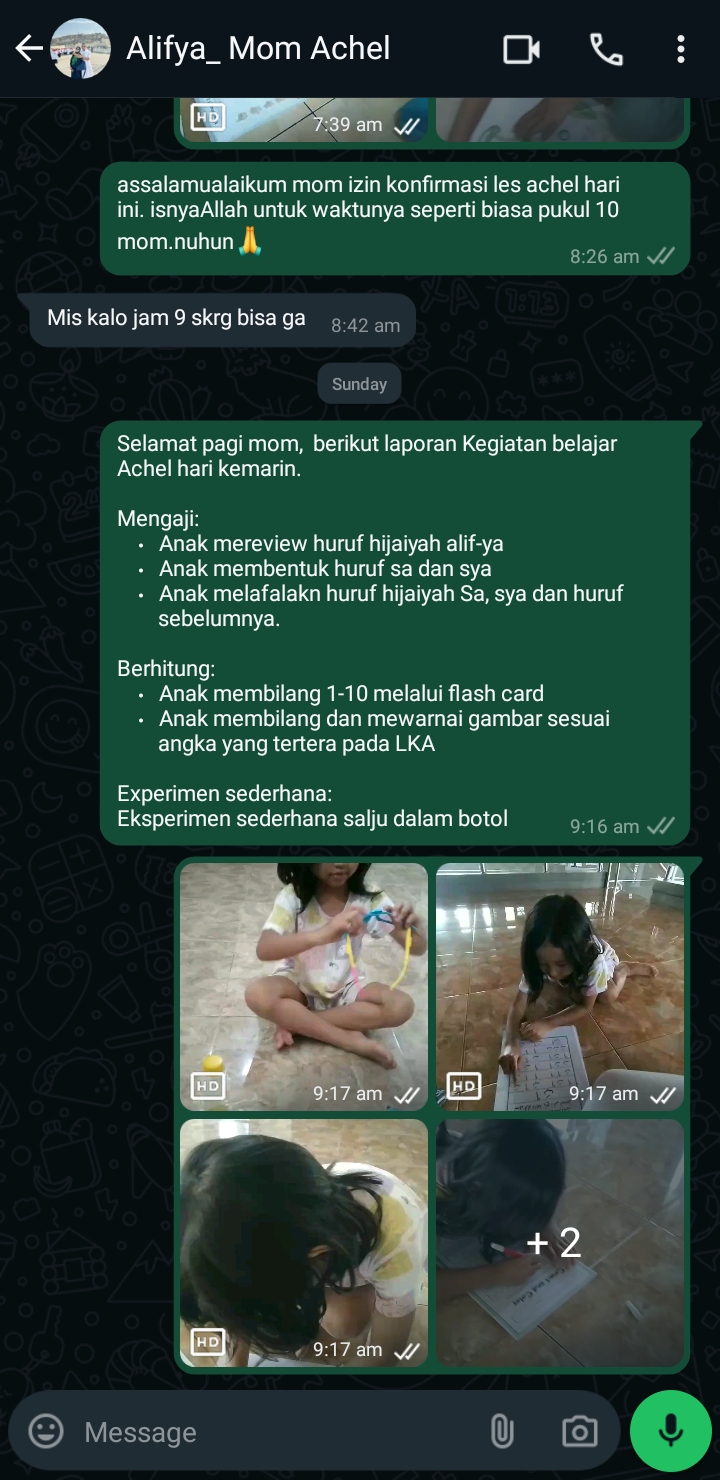 Alifya_ Mom Achel
HD
7:39 am
assalamualaikum mom izin konfirmasi les achel hari
ini. isnyaAllah untuk waktunya seperti biasa pukul 10
mom.nuhun🙏
8:26 am
Mis kalo jam 9 skrg bisa ga
8:42 am
Sunday
Selamat pagi mom,  berikut laporan Kegiatan belajar
Achel hari kemarin.
Mengaji:
• Anak mereview huruf hijaiyah alif-ya
• Anak membentuk huruf sa dan sya
• Anak melafalakn huruf hijaiyah Sa, sya dan huruf
sebelumnya.
Berhitung:
• Anak membilang 1-10 melalui flash card
• Anak membilang dan mewarnai gambar sesuai
angka yang tertera pada LKA
Experimen sederhana:
Eksperimen sederhana salju dalam botol
9:16 am
HD
9:17 am
HD
9:17 am
HD
9:17 am
+ 2
Count and Color
Message